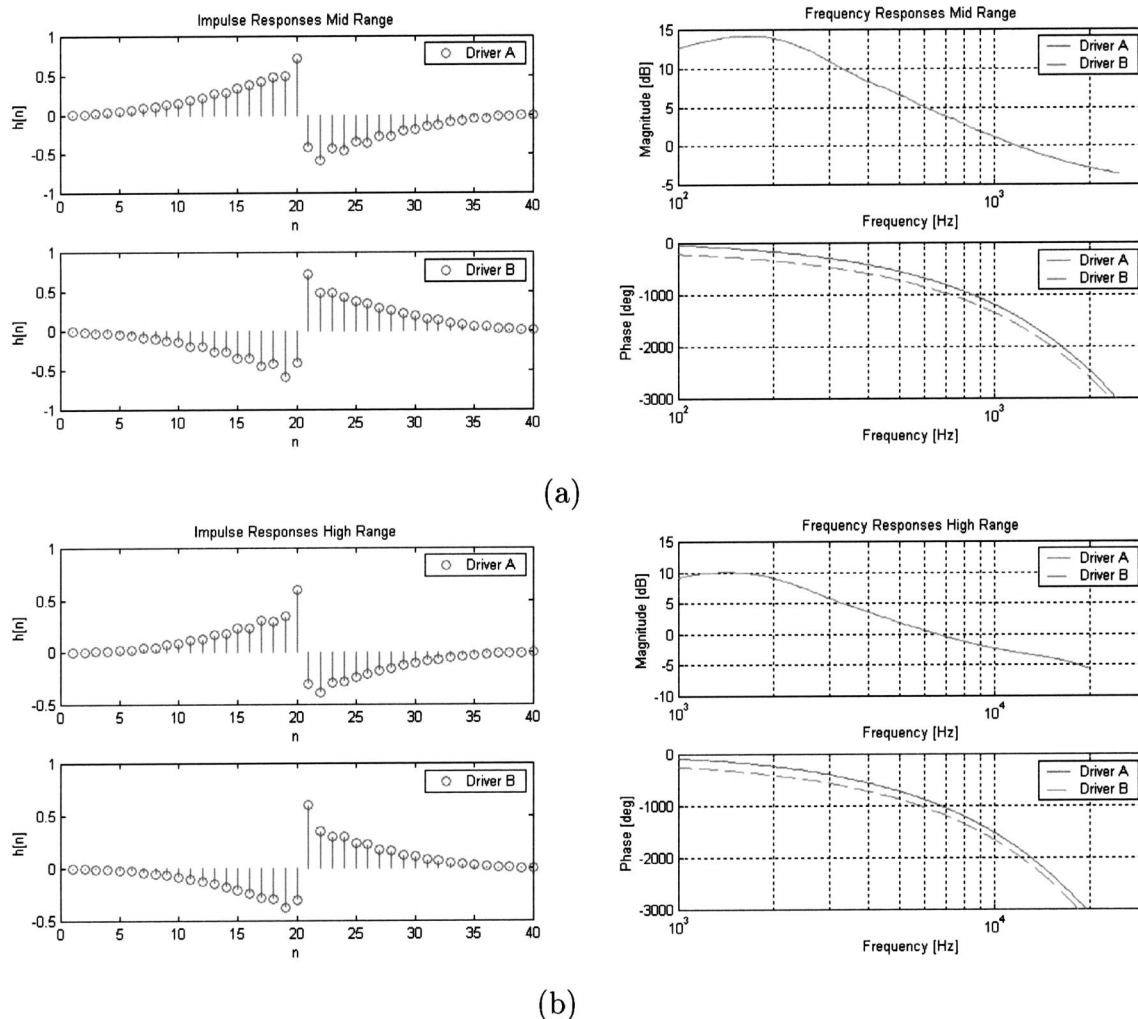 Impulse Responses Mid Range
1
0.5
0
-0.5
-1
h[n]
Driver A
0 5 10 15 20 25 30 35 40
n
1
0.5
0
-0.5
-1
h[n]
Driver B
0 5 10 15 20 25 30 35 40
n
Frequency Responses Mid Range
15
10
5
0
-5
Magnitude [dB]
Driver A
Driver B
10² 10³
Frequency [Hz]
0
-1000
-2000
-3000
Phase [deg]
Driver A
Driver B
10² 10³
Frequency [Hz]
(a)
Impulse Responses High Range
1
0.5
0
-0.5
h[n]
Driver A
0 5 10 15 20 25 30 35 40
n
1
0.5
0
-0.5
h[n]
Driver B
0 5 10 15 20 25 30 35 40
n
Frequency Responses High Range
15
10
5
0
-5
-10
Magnitude [dB]
Driver A
Driver B
10³ 10⁴
Frequency [Hz]
0
-1000
-2000
-3000
Phase [deg]
Driver A
Driver B
10³ 10⁴
Frequency [Hz]
(b)